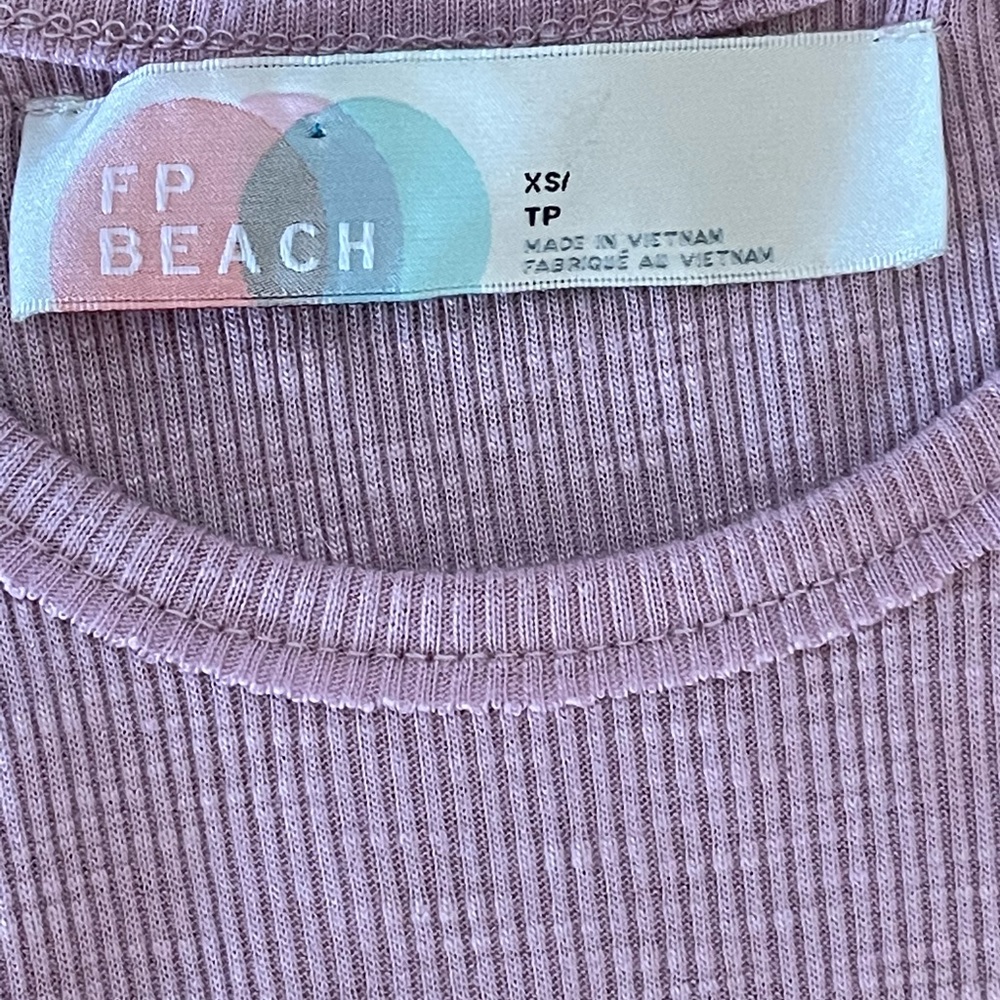 FP
BEACH
XS/
TP
MADE IN VIETNAM
FABRIQUÉ AU VIETNAM